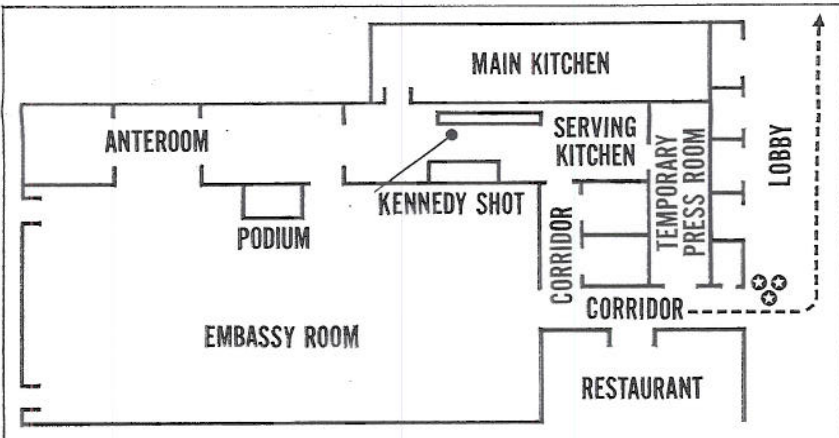 MAIN KITCHEN
ANTEROOM
SERVING
KITCHEN
TEMPORARY
PRESS ROOM
LOBBY
KENNEDY SHOT
PODIUM
CORRIDOR
CORRIDOR
EMBASSY ROOM
RESTAURANT